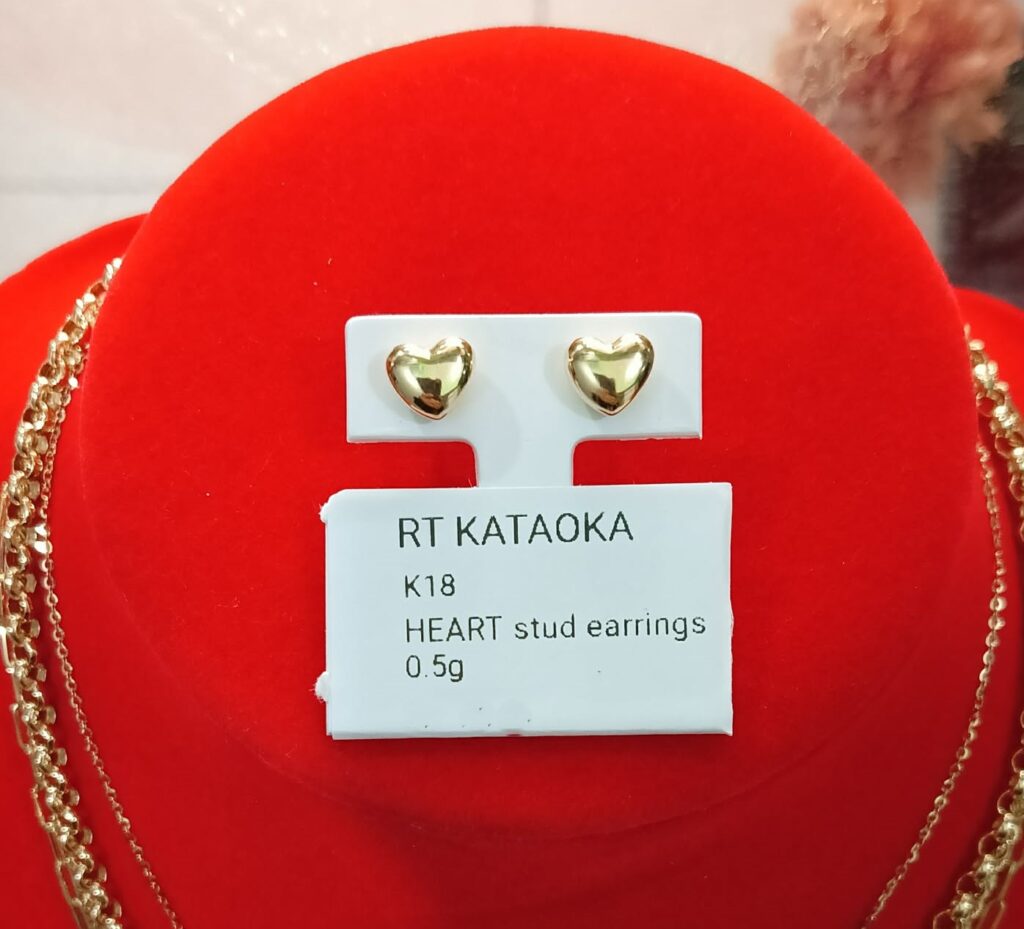 RT KATAOKA
K18
HEART stud earrings
0.5g